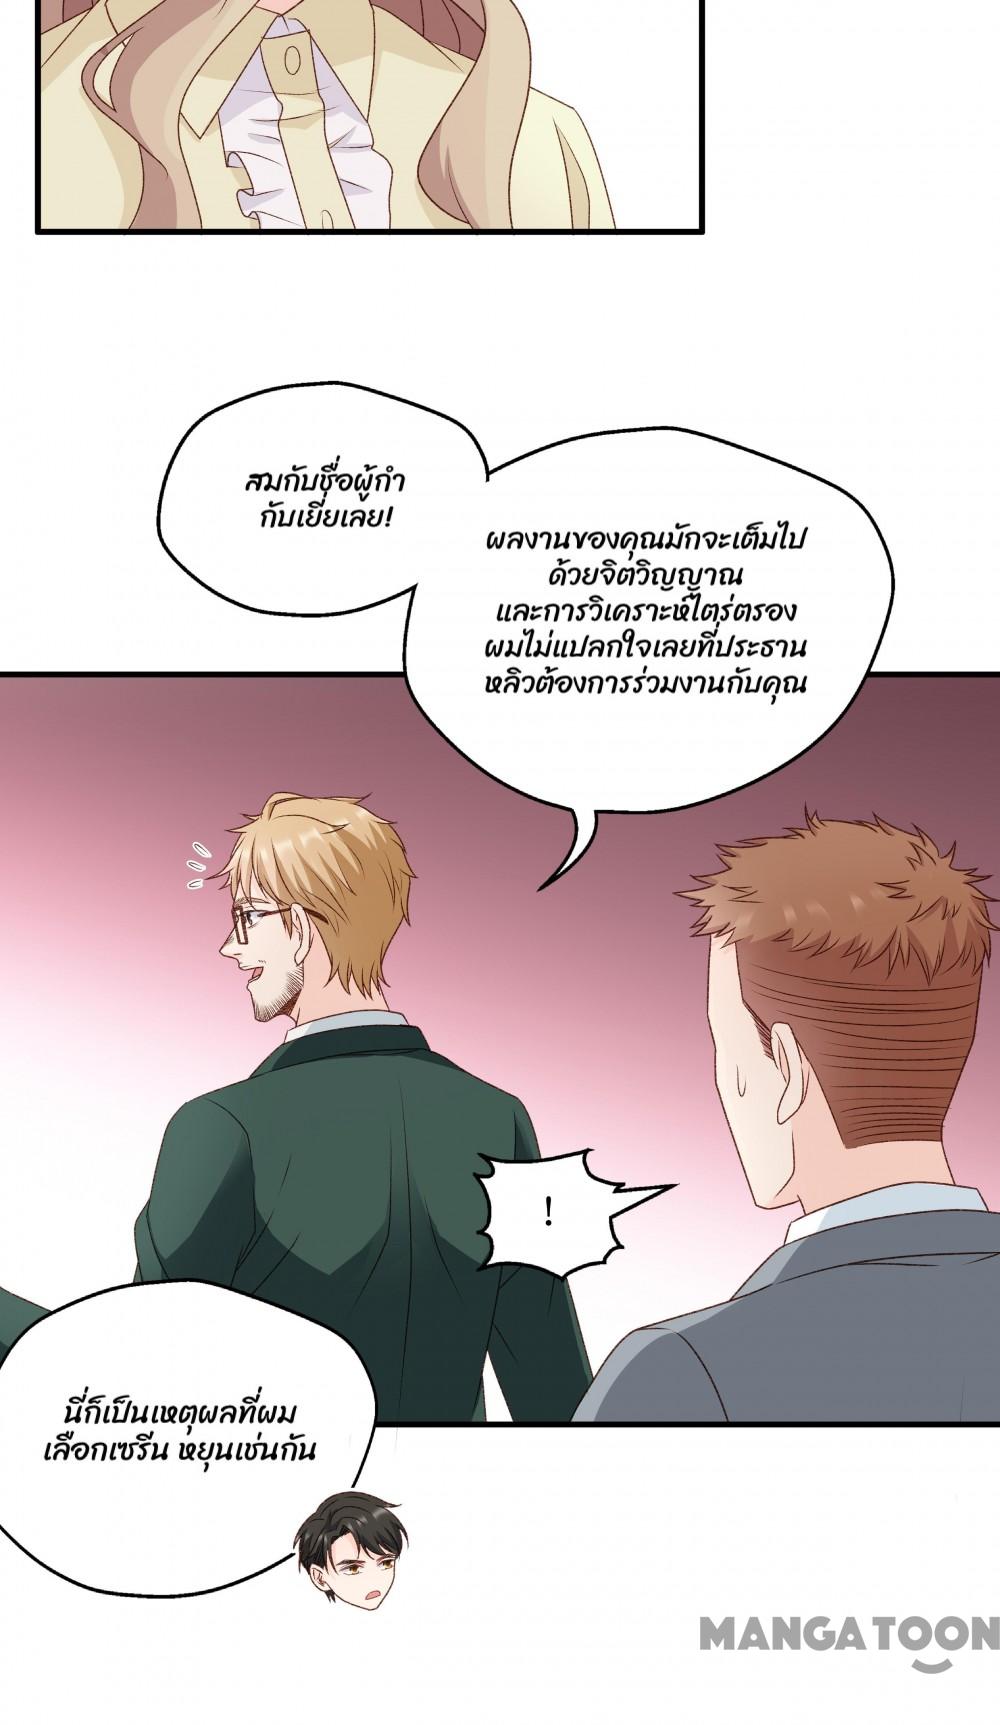 สมกับชื่อผู้กำ
กับเยี่ยเลย!
ผลงานของคุณมักจะเต็มไป
ด้วยจิตวิญญาณ
และการวิเคราะห์ไตร่ตรอง
ผมไม่แปลกใจเลยที่ประธาน
หลิวต้องการร่วมงานกับคุณ
!
นี่ก็เป็นเหตุผลที่ผม
เลือกเซรีน หยุนเช่นกัน
MANGATOON